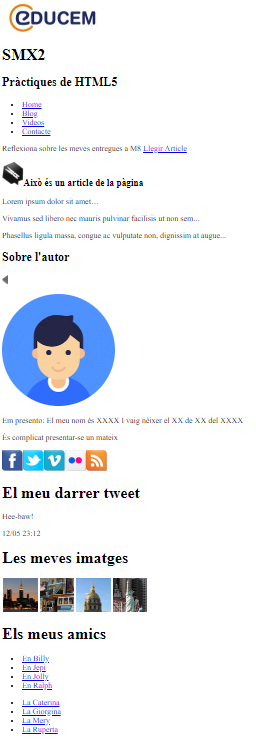 eDUCEM
SMX2
Pràctiques de HTML5
Home
Blog
Videos
Contacte
Reflexiona sobre les meves entregues a M8 Llegir Article
Això és un article de la pàgina
Lorem ipsum dolor sit amet…
Vivamus sed libero nec mauris pulvinar facilisis ut non sem...
Phasellus ligula massa, congue ac vulputate non, dignissim at augue...
Sobre l'autor
Em presento: El meu nom és XXXX I vaig néixer el XX de XX del XXXX
És complicat presentar-se un mateix
El meu darrer tweet
Hee-haw!
12/05 23:12
Les meves imatges
Els meus amics
En Billy
En Jepi
En Jolly
En Ralph
La Caterina
La Giorgina
La Mery
La Ruperta